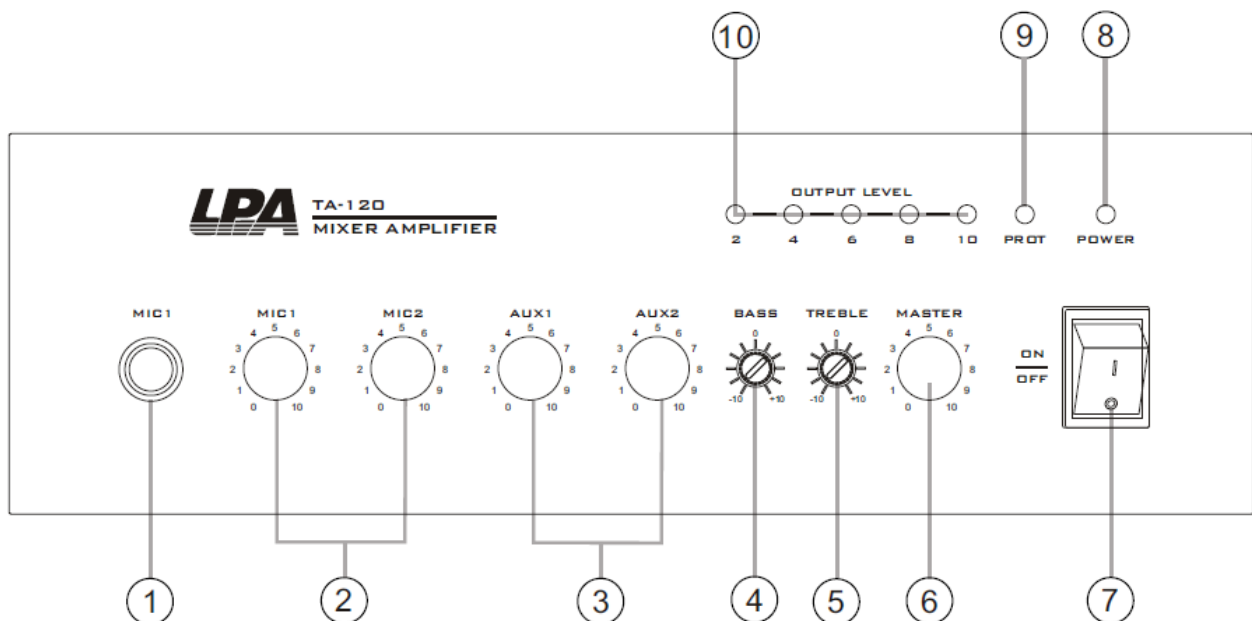 10 9 8
LPA
TA-120
MIXER AMPLIFIER
OUTPUT LEVEL
2 4 6 8 10 PROT POWER
MIC1 MIC1 MIC2 AUX1 AUX2 BASS TREBLE MASTER
0 1 2 3 4 5 6 7 8 9 10
0 1 2 3 4 5 6 7 8 9 10
0 1 2 3 4 5 6 7 8 9 10
0 1 2 3 4 5 6 7 8 9 10
-10 0 +10
-10 0 +10
0 1 2 3 4 5 6 7 8 9 10
ON
OFF
1 2 3 4 5 6 7